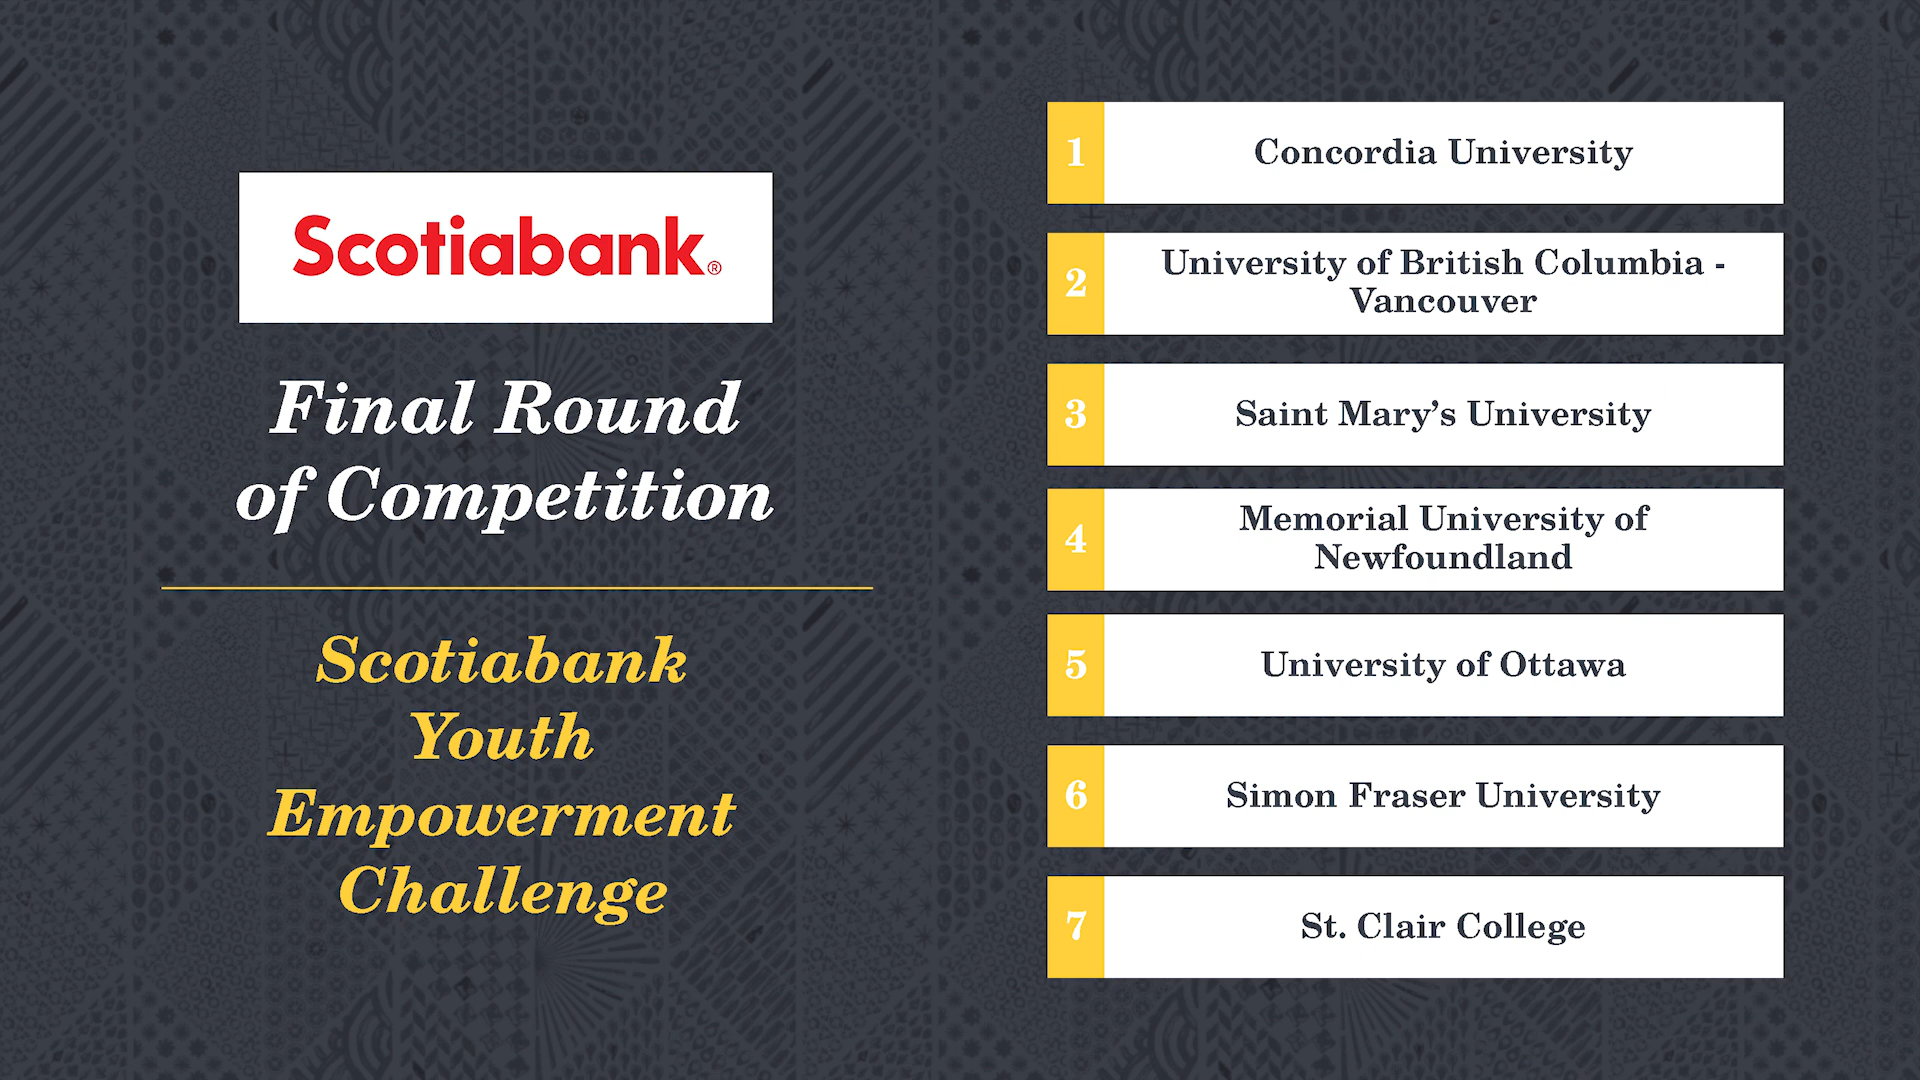 Scotiabank®
Final Round
of Competition
Scotiabank
Youth
Empowerment
Challenge
1 Concordia University
2 University of British Columbia -
Vancouver
3 Saint Mary’s University
4 Memorial University of
Newfoundland
5 University of Ottawa
6 Simon Fraser University
7 St. Clair College